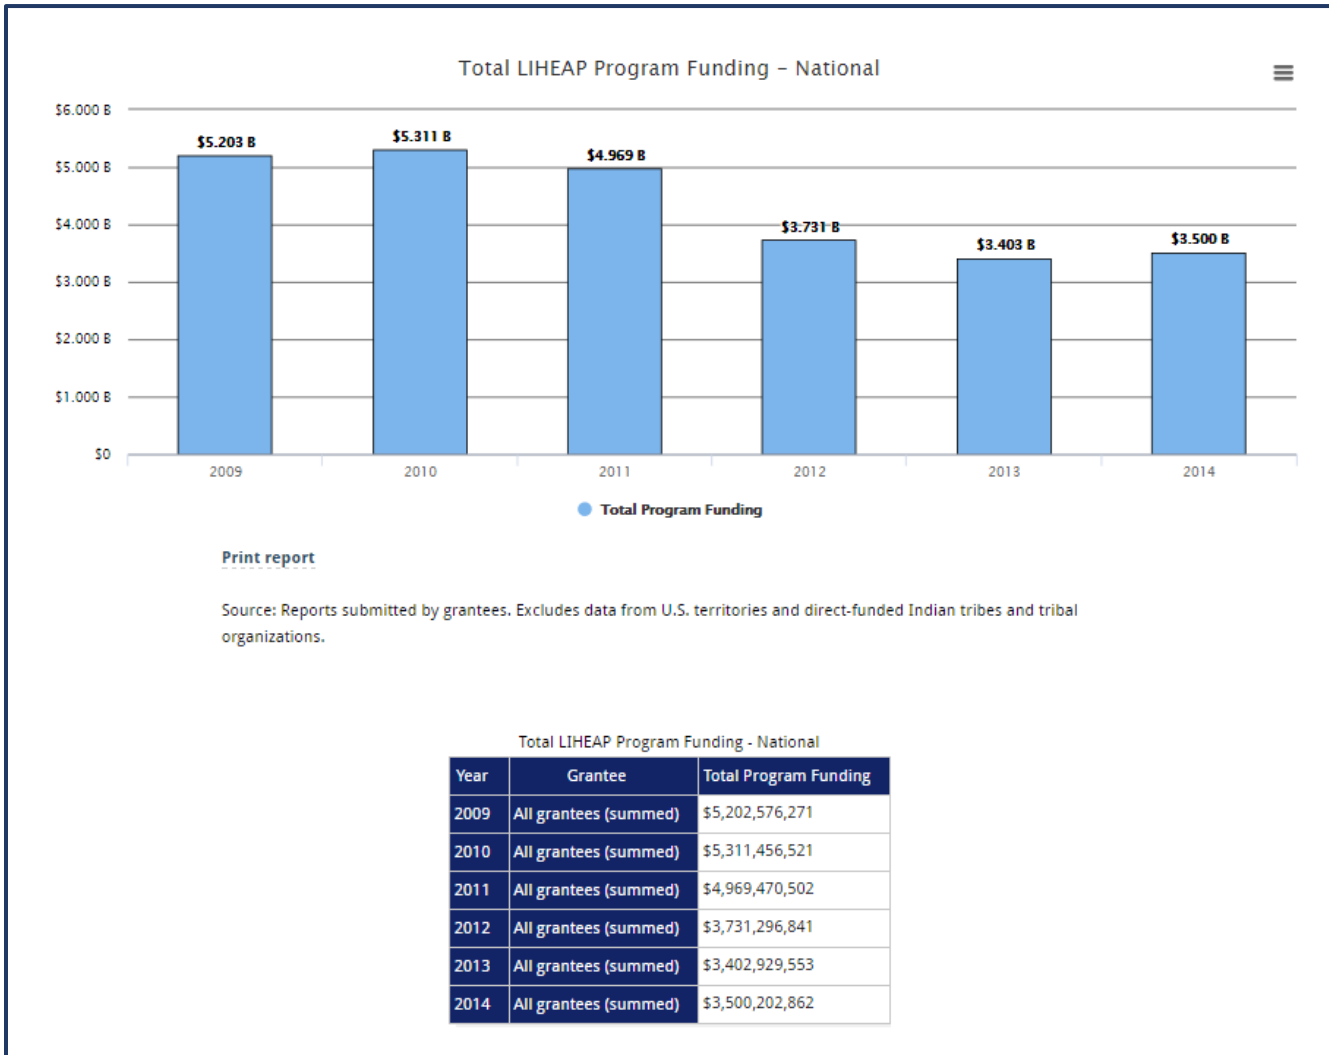 Total LIHEAP Program Funding – National
$6.000 B
$5.000 B
$4.000 B
$3.000 B
$2.000 B
$1.000 B
$0
$5.203 B
$5.311 B
$4.969 B
$3.731 B
$3.403 B
$3.500 B
2009 2010 2011 2012 2013 2014
Total Program Funding
Print report
Source: Reports submitted by grantees. Excludes data from U.S. territories and direct-funded Indian tribes and tribal
organizations.
Total LIHEAP Program Funding - National
Year Grantee Total Program Funding
2009 All grantees (summed) $5,202,576,271
2010 All grantees (summed) $5,311,456,521
2011 All grantees (summed) $4,969,470,502
2012 All grantees (summed) $3,731,296,841
2013 All grantees (summed) $3,402,929,553
2014 All grantees (summed) $3,500,202,862